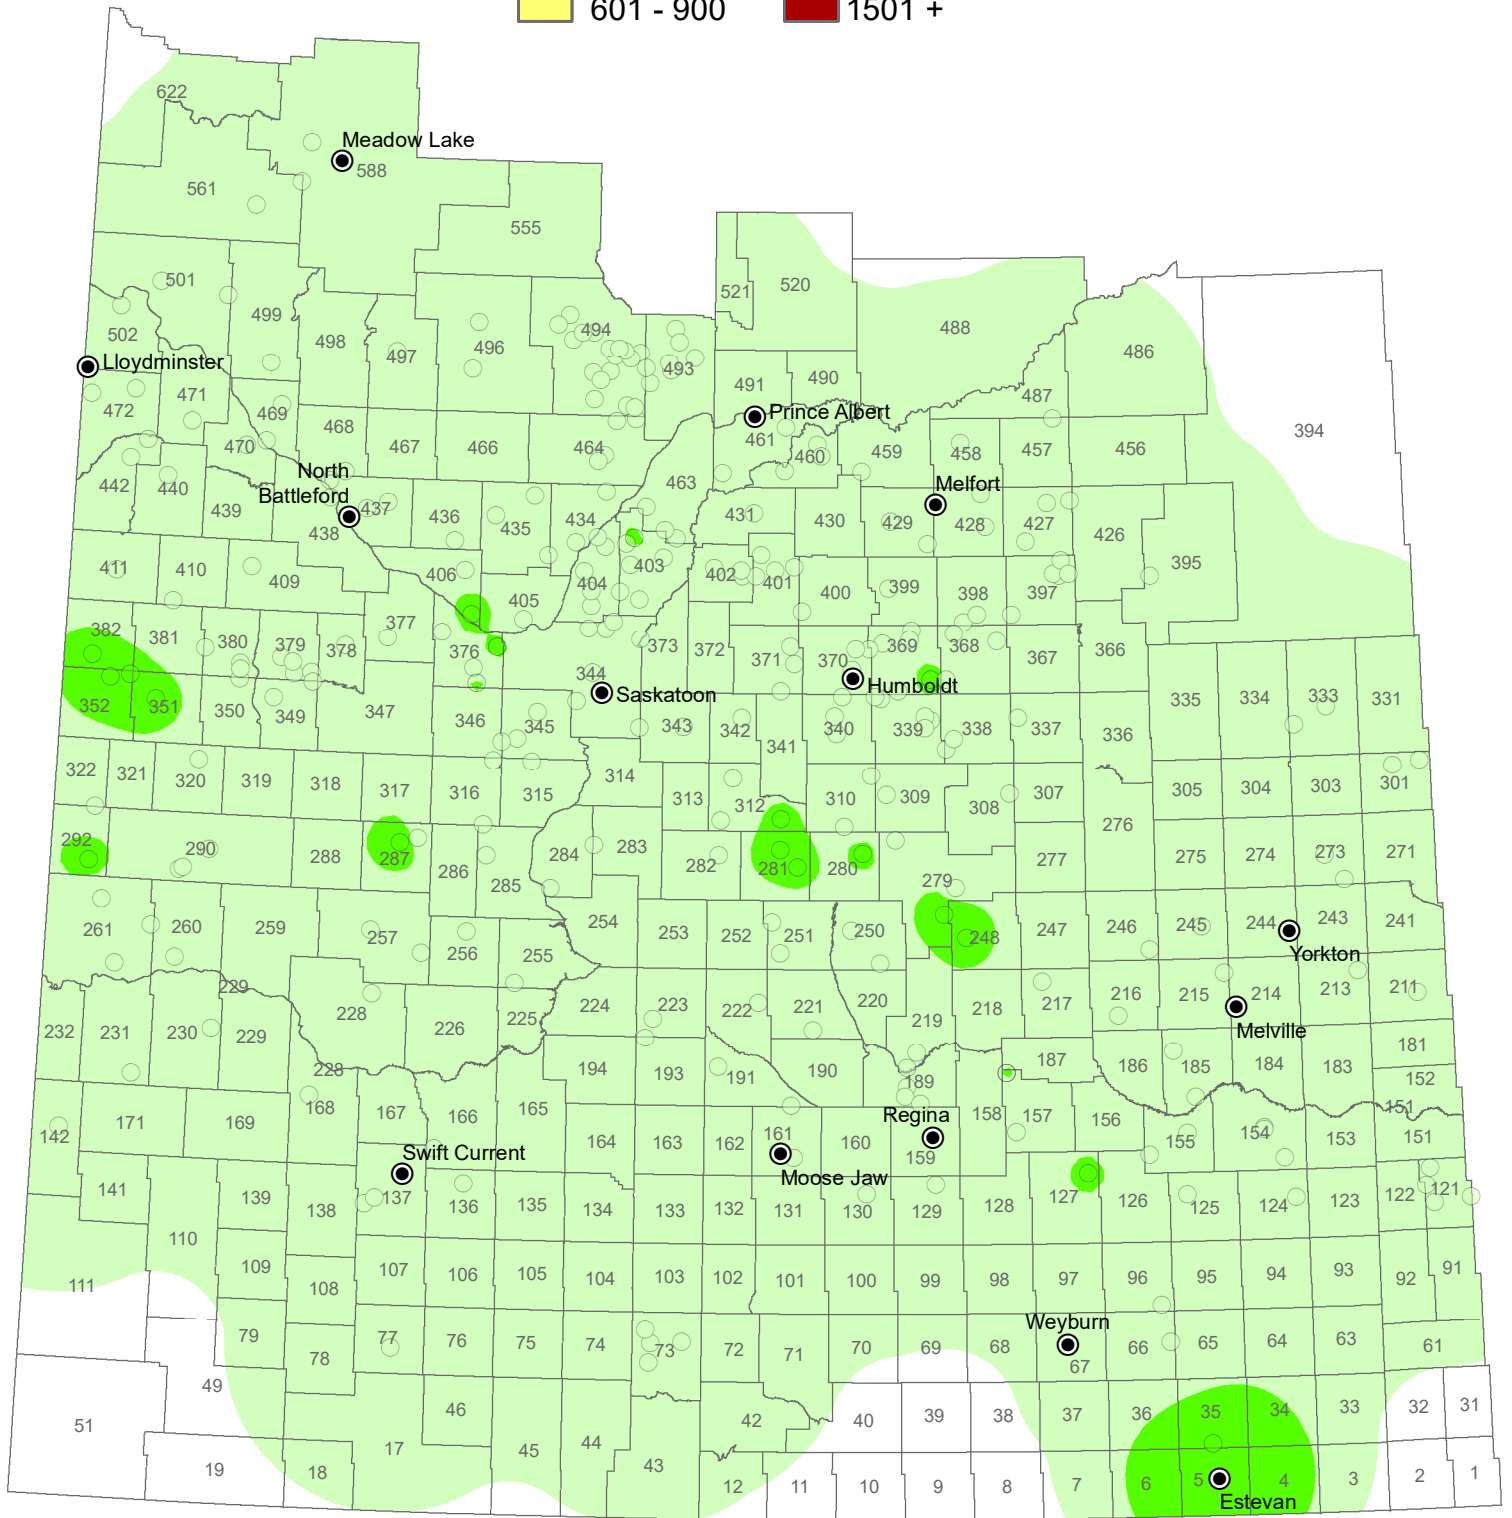 601 - 900 1501 +
622
Meadow Lake
588
561
555
501 520
521
499
488
502 494
498
496 486
497
Lloydminster
493
490
491
471 487
472 469 Prince Albert
468
461
470 467 466 464 457 456
459 458
460
North
463
Battleford
442 440 Melfort
439 437
436 434 431 430 429 428 427
435
438 426
394
395
411 410 409 406 404 403 402 401 400 399 398 397
405
377
382 381 380 379 378 376 373 372 371 370 369 368 367 366
344
Saskatoon Humboldt
335 334 333 331
352 351 350 349 347 346 345 343 342 341 340 339 338 337 336
322 321 320 319 318 317 316 315 314 313 312 310 309 308 307 305 304 303 301
276
292 290 288 287 286 285 284 283 282 281 280 279 277 275 274 273 271
261 260 259 257 256 255 254 253 252 251 250 248 247 246 245 244 243 241
Yorkton
229
232 231 230 229 228 226 225 224 223 222 221 220 219 218 217 216 215 214 213 211
Melville
228
194 193 191 190 189 187 186 185 184 183 181
152
151
142 171 169 168 167 166 165 164 163 162 161 160 159 158 157 156 155 154 153 151
Regina
Swift Current
Moose Jaw
141 139 138 137 136 135 134 133 132 131 130 129 128 127 126 125 124 123 122 121
110
111 109 108 107 106 105 104 103 102 101 100 99 98 97 96 95 94 93 92 91
Weyburn
79 78 77 76 75 74 73 72 71 70 69 68 67 66 65 64 63 61
49
51 46 42 40 39 38 37 36 35 34 33 32 31
19 18 17 45 44 43 12 11 10 9 8 7 6 5 4 3 2 1
Estevan